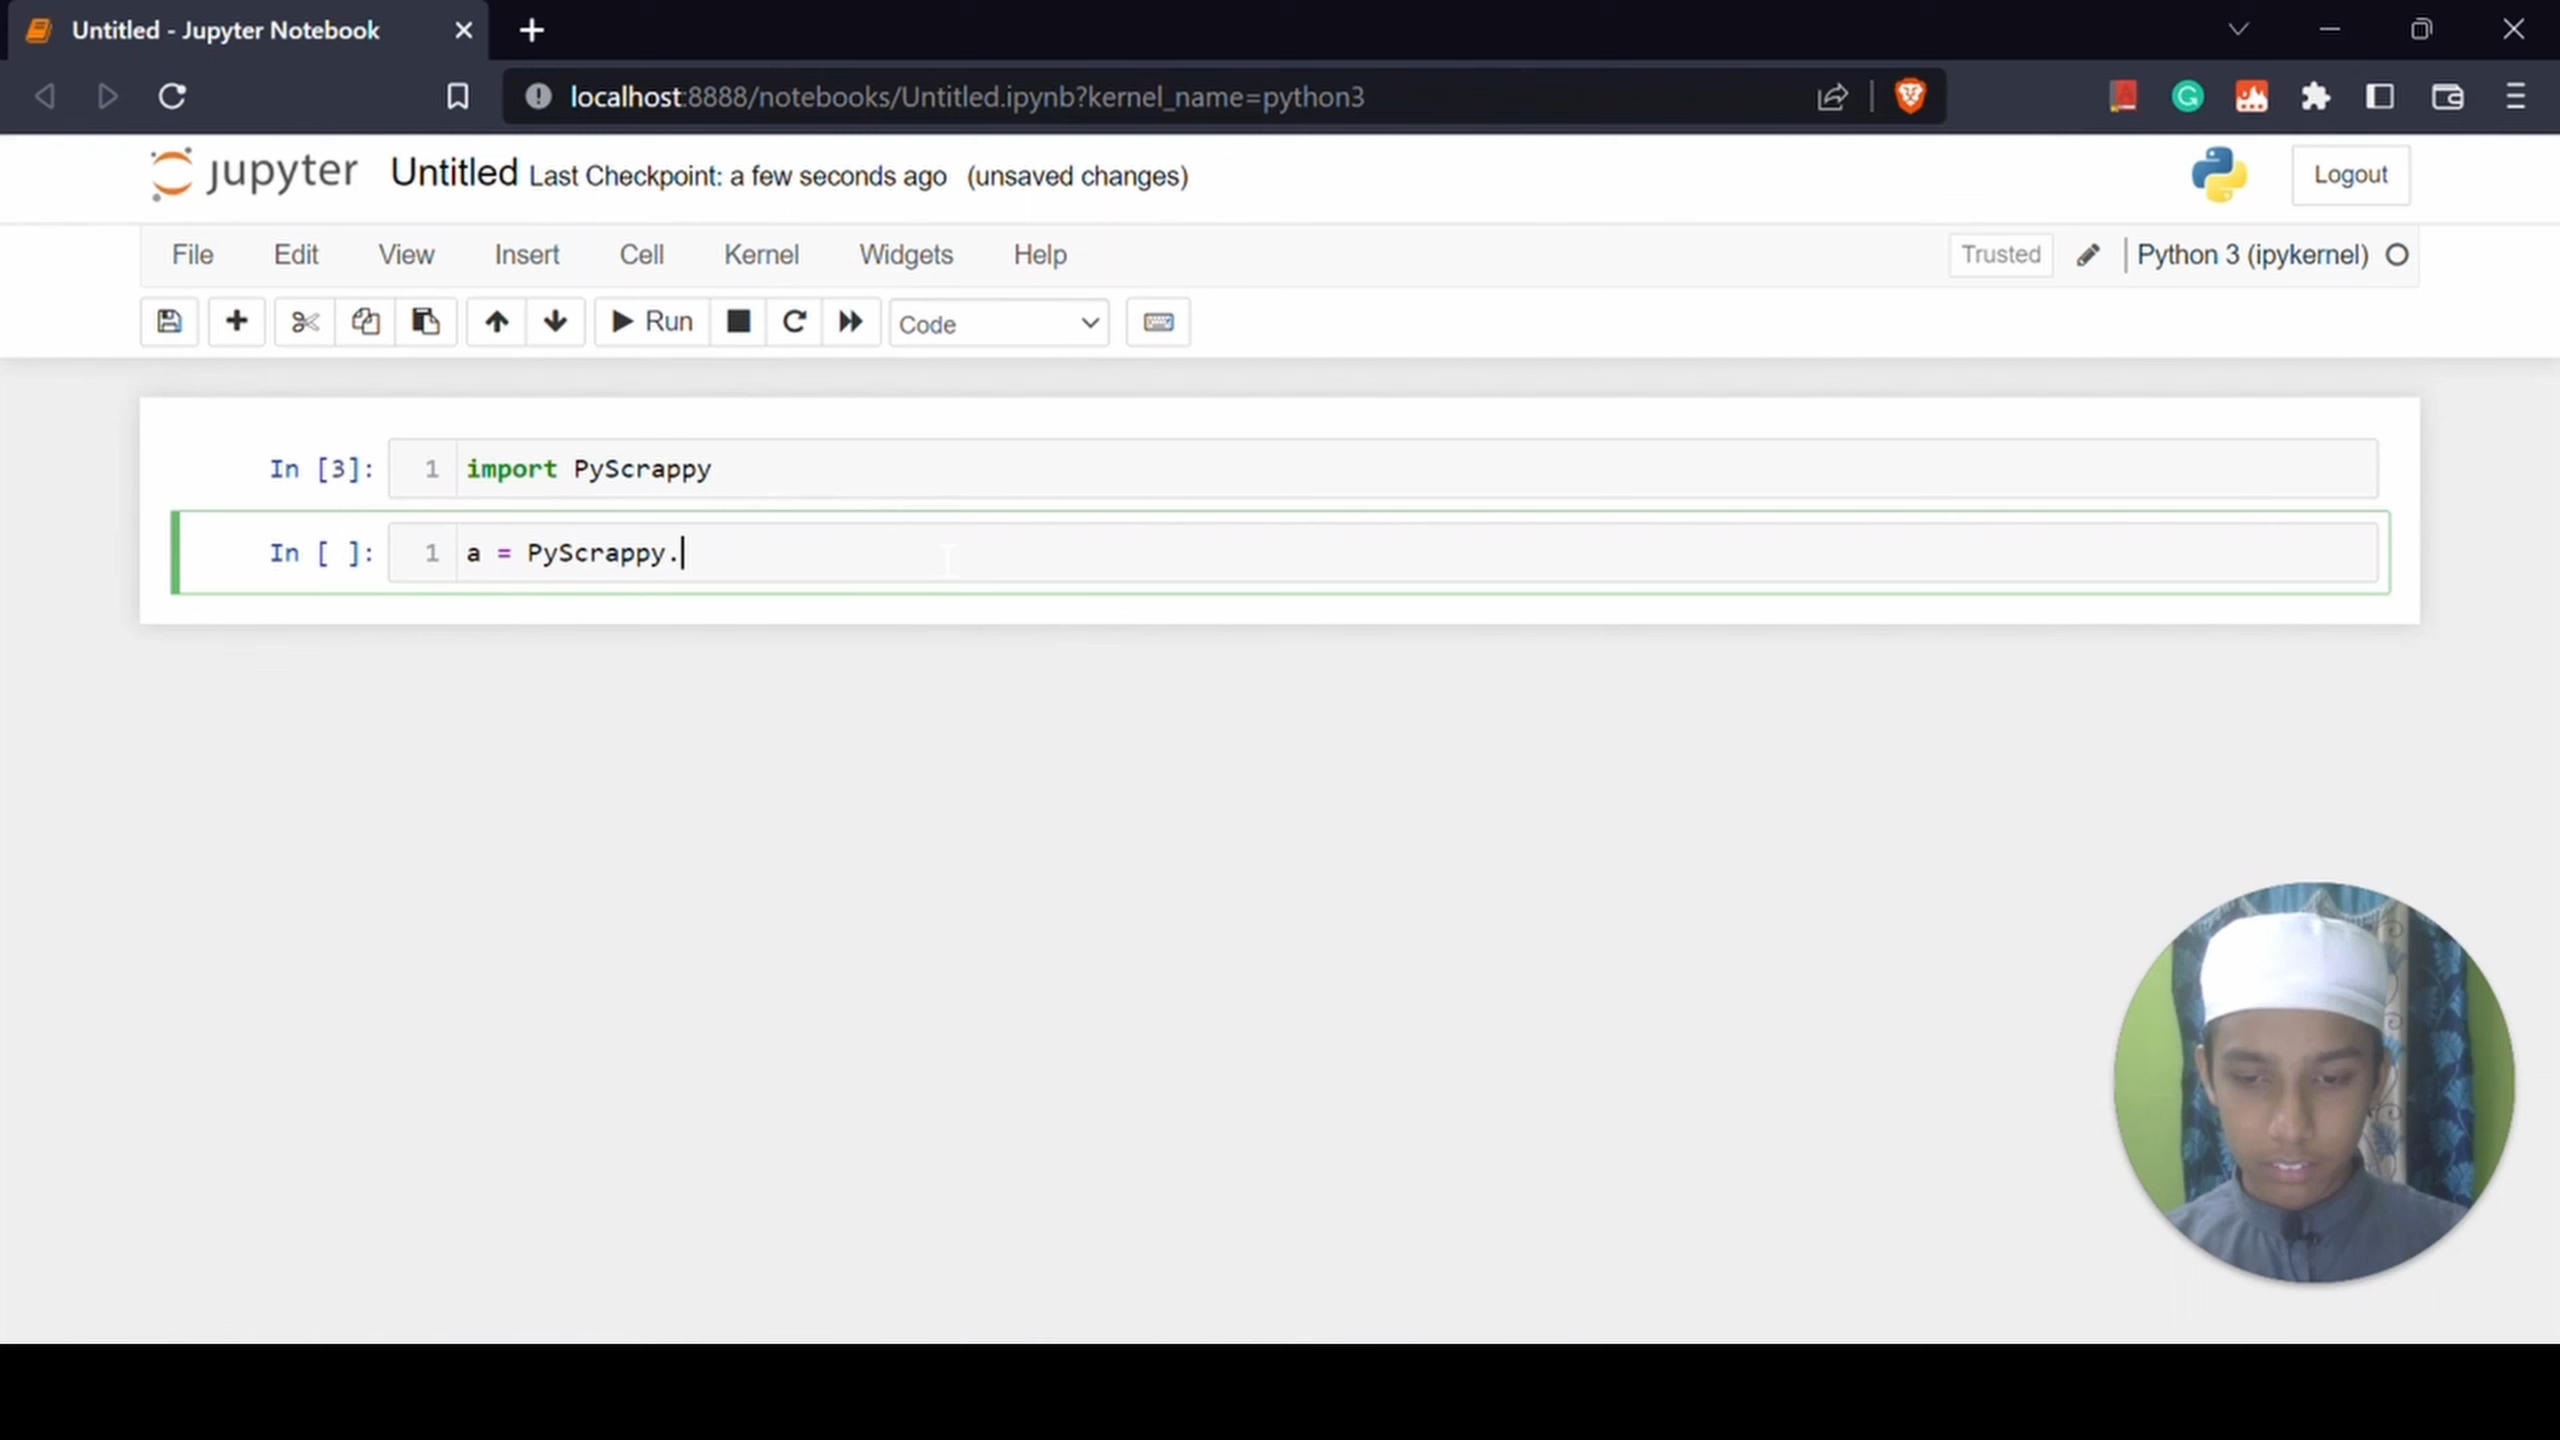 Untitled - Jupyter Notebook
localhost:8888/notebooks/Untitled.ipynb?kernel_name=python3
jupyter Untitled Last Checkpoint: a few seconds ago (unsaved changes)
Logout
File Edit View Insert Cell Kernel Widgets Help
Trusted Python 3 (ipykernel)
Run Code
In [3]: 1 import PyScrappy
In [ ]: 1 a = PyScrappy.